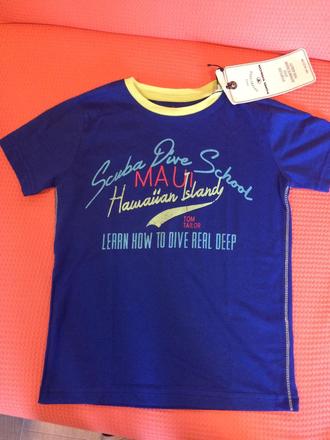 Scuba Dive School
MAUI
Hawaiian Island
TOM
TAILOR
LEARN HOW TO DIVE REAL DEEP